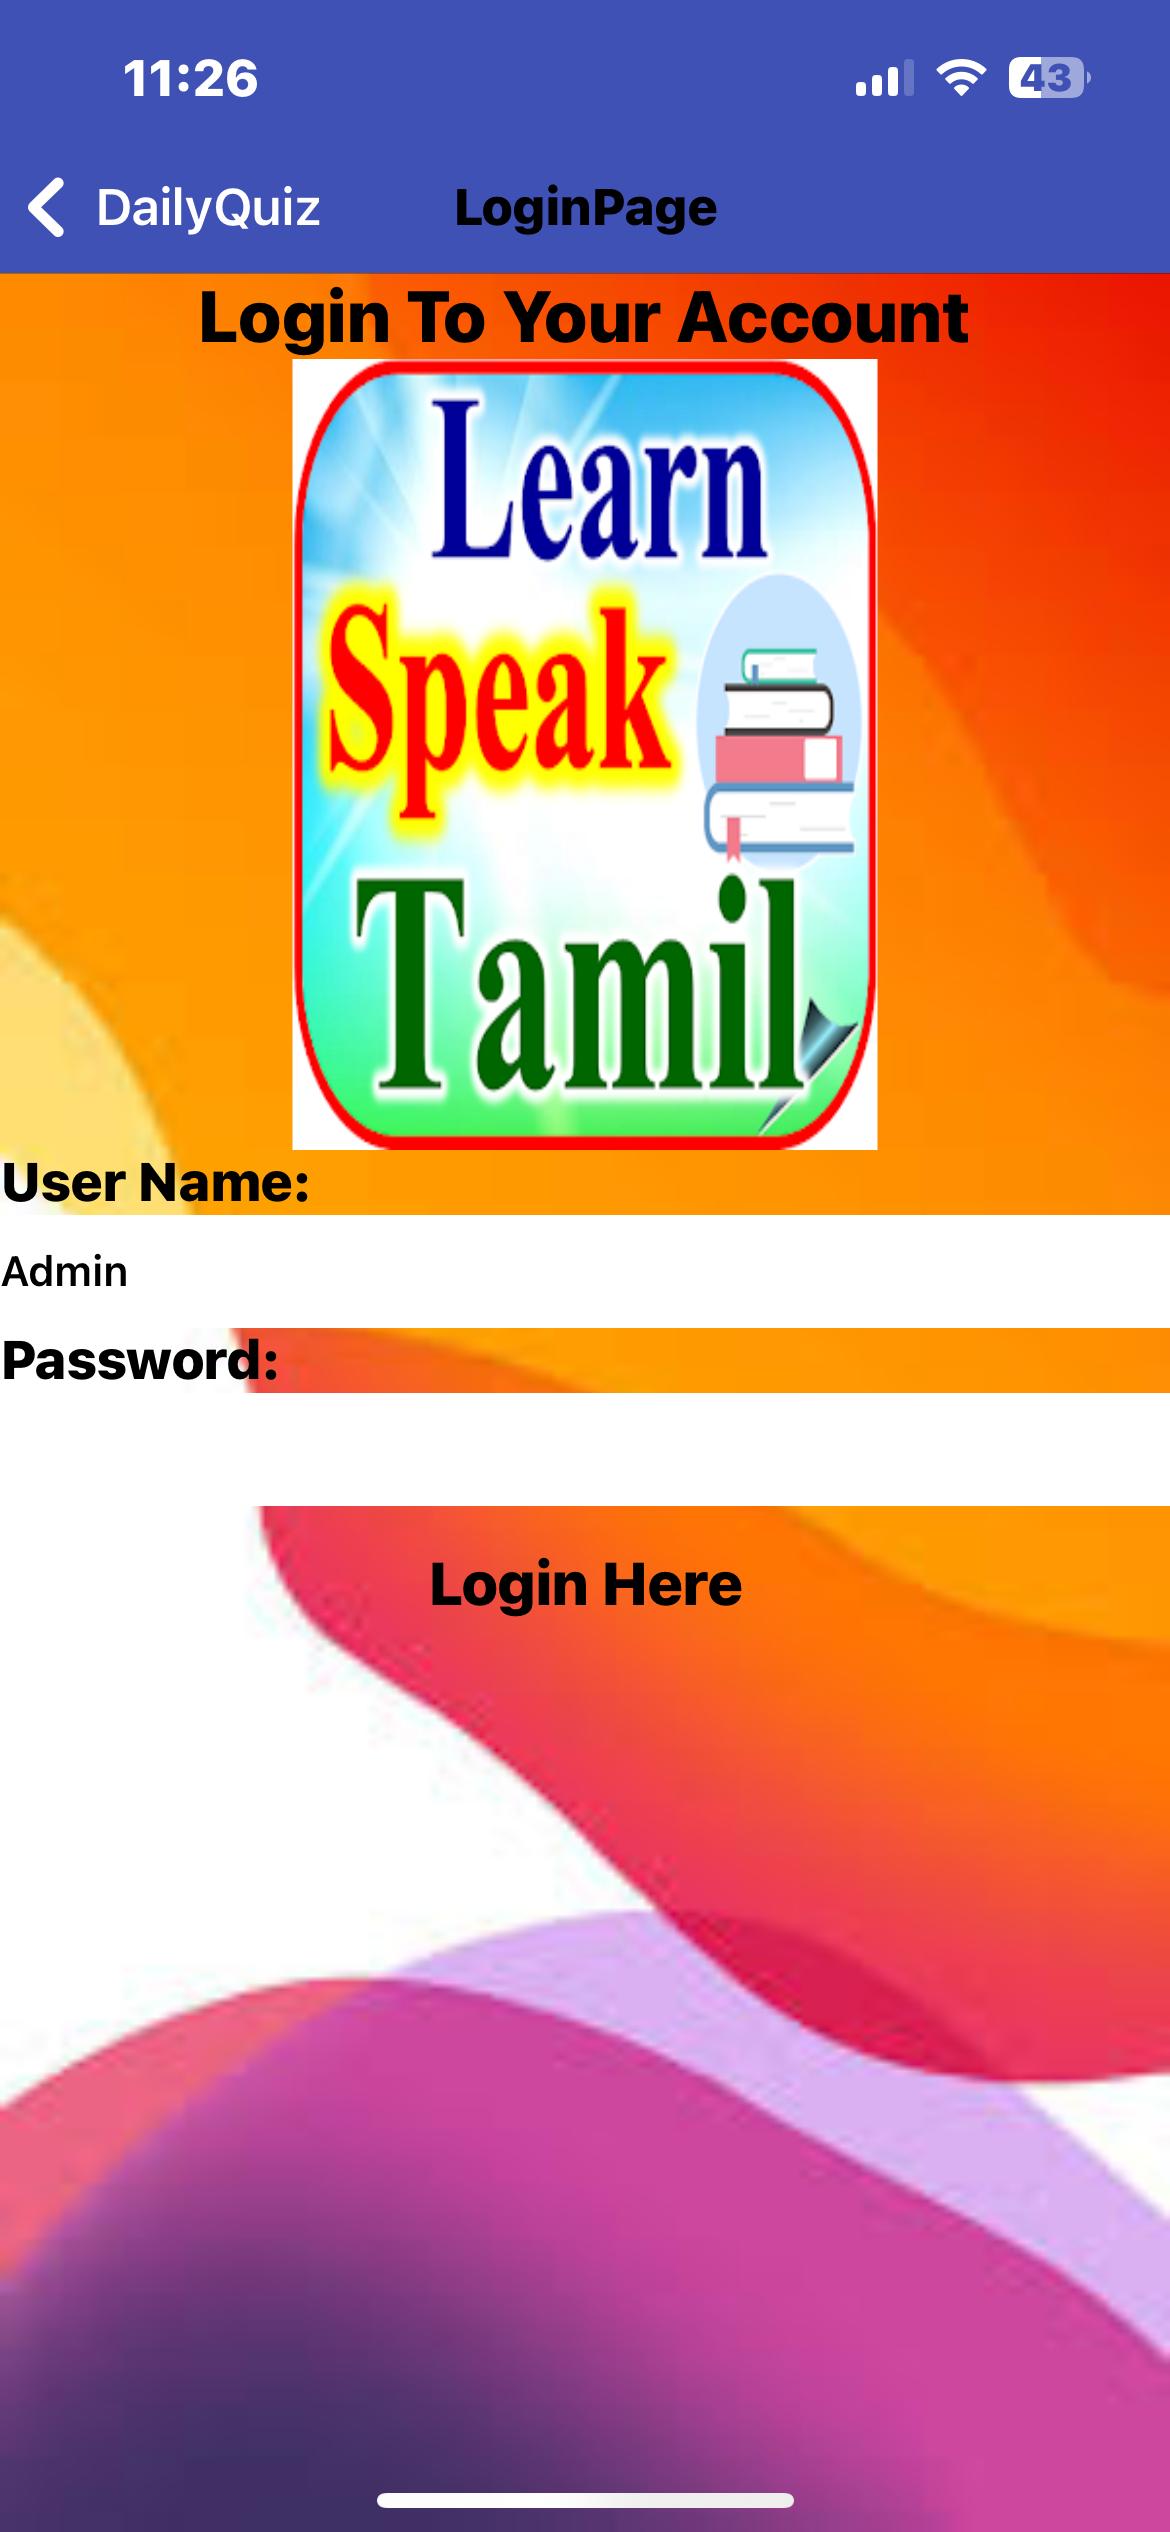 11:26
43
DailyQuiz
LoginPage
Login To Your Account
Learn
Speak
Tamil
User Name:
Admin
Password:
Login Here